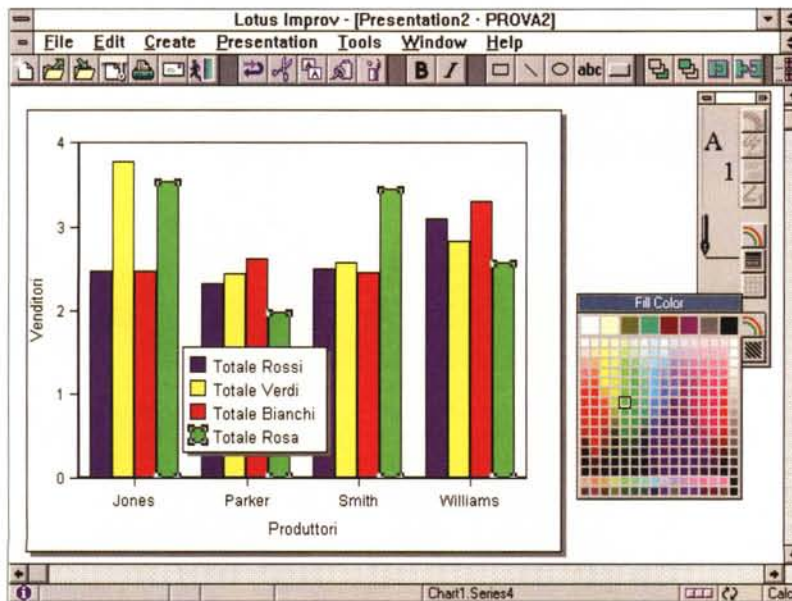 Lotus Improv - [Presentation2 · PROVA2]
File Edit Create Presentation Tools Window Help
B I abc
A
1
4
3
2
1
0
Venditori
Totale Rossi
Totale Verdi
Totale Bianchi
Totale Rosa
Jones Parker Smith Williams
Produttori
Fill Color
Chart1.Series4
Calc